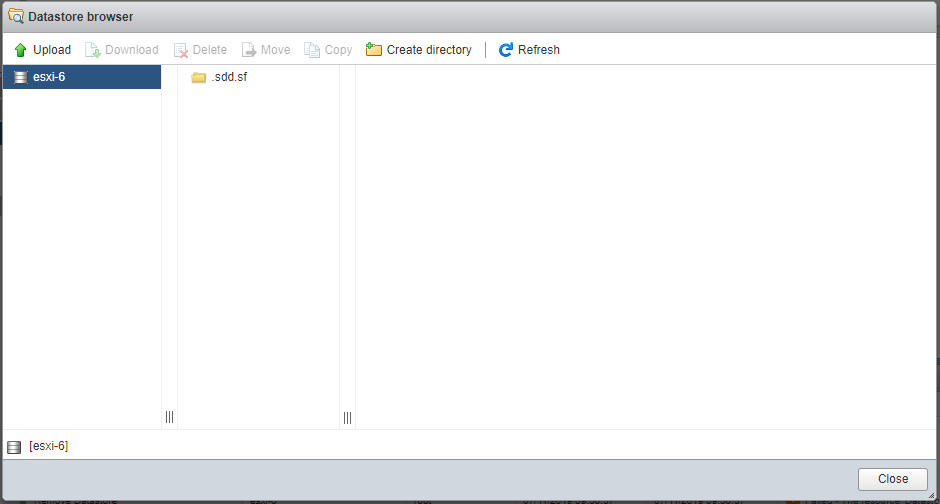 Datastore browser
Upload Download Delete Move Copy Create directory Refresh
esxi-6 .sdd.sf
[esxi-6]
Close